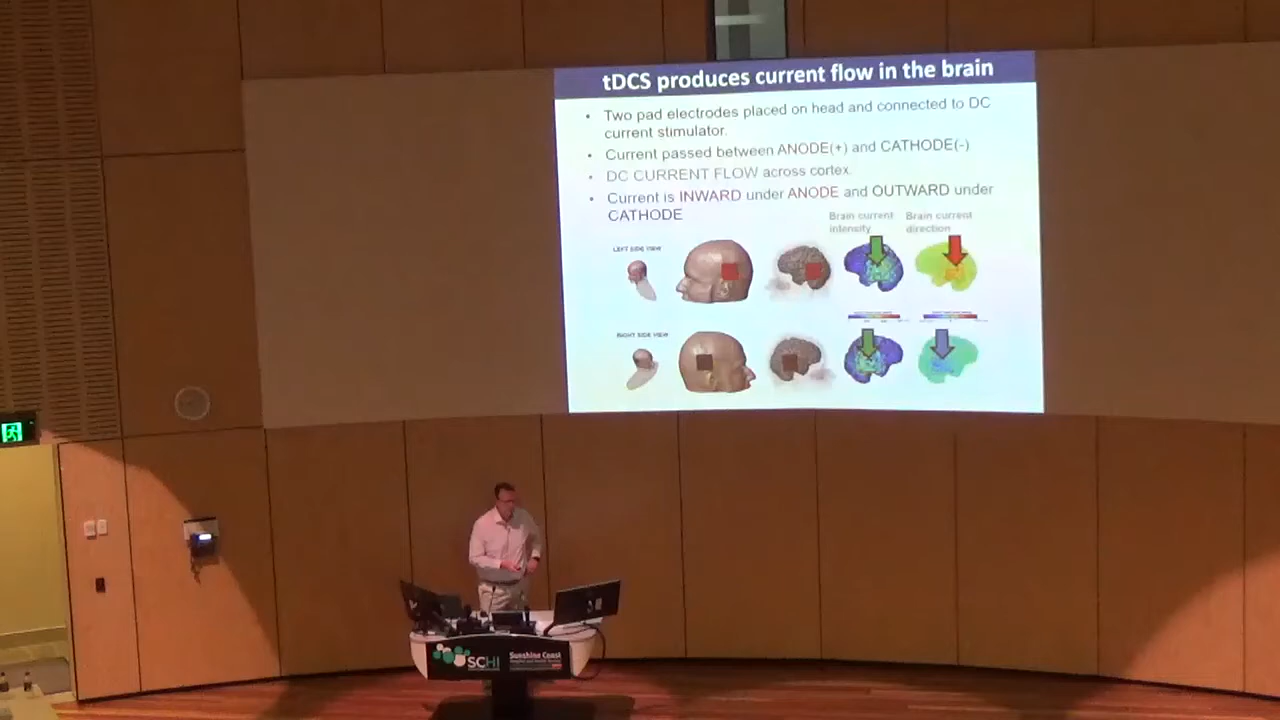 tDCS produces current flow in the brain
• Two pad electrodes placed on head and connected to DC
current stimulator.
• Current passed between ANODE(+) and CATHODE(-)
• DC CURRENT FLOW across cortex.
• Current is INWARD under ANODE and OUTWARD under
CATHODE
Brain current
intensity
Brain current
direction
LEFT SIDE VIEW
RIGHT SIDE VIEW
SCHI
Sunshine Coast